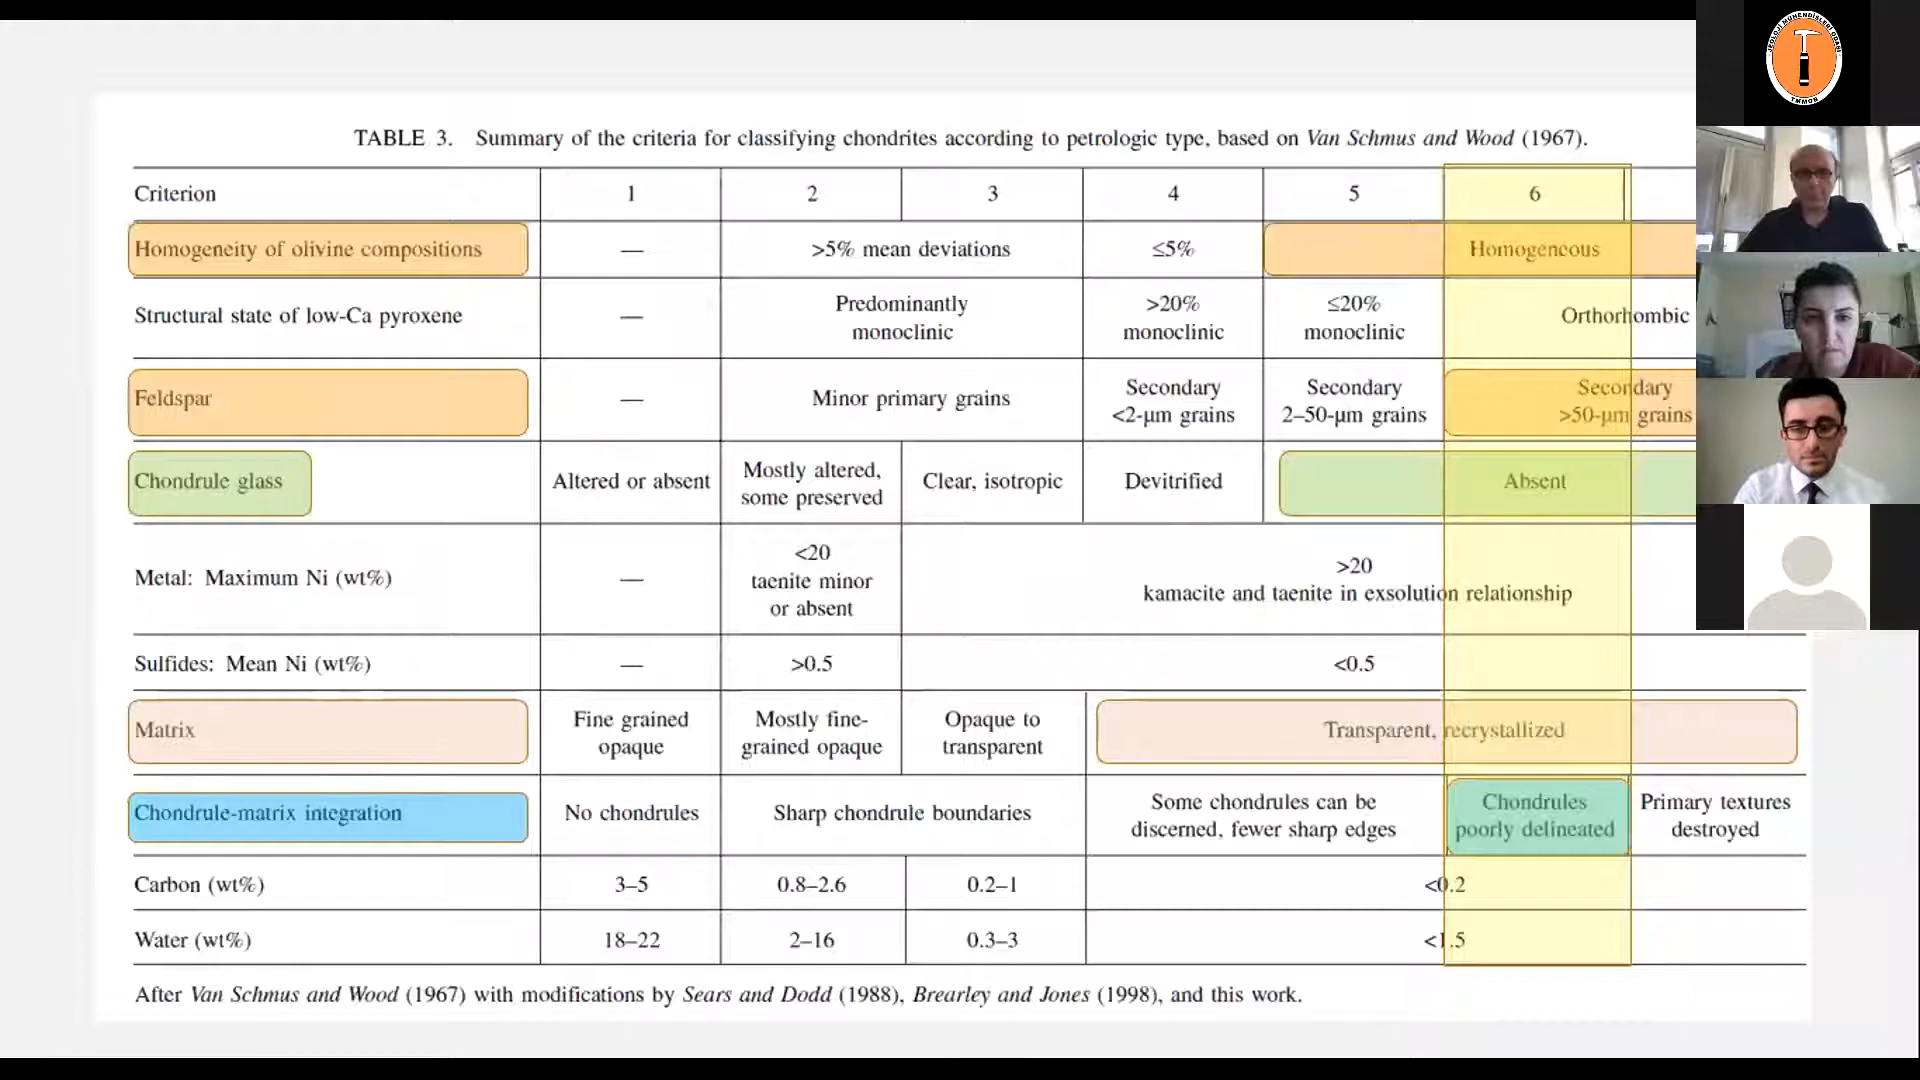 JEOLOJİ MÜHENDİSLERİ ODASI
TMMOB
TABLE 3. Summary of the criteria for classifying chondrites according to petrologic type, based on Van Schmus and Wood (1967).
Criterion 1 2 3 4 5 6
Homogeneity of olivine compositions — >5% mean deviations ≤5% Homogeneous
Structural state of low-Ca pyroxene — Predominantly monoclinic >20% monoclinic ≤20% monoclinic Orthorhombic
Feldspar — Minor primary grains Secondary <2-µm grains Secondary 2–50-µm grains Secondary >50-µm grains
Chondrule glass Altered or absent Mostly altered, some preserved Clear, isotropic Devitrified Absent
Metal: Maximum Ni (wt%) — <20 taenite minor or absent >20 kamacite and taenite in exsolution relationship
Sulfides: Mean Ni (wt%) — >0.5 <0.5
Matrix Fine grained opaque Mostly fine-grained opaque Opaque to transparent Transparent, recrystallized
Chondrule-matrix integration No chondrules Sharp chondrule boundaries Some chondrules can be discerned, fewer sharp edges Chondrules poorly delineated Primary textures destroyed
Carbon (wt%) 3–5 0.8–2.6 0.2–1 <0.2
Water (wt%) 18–22 2–16 0.3–3 <1.5
After Van Schmus and Wood (1967) with modifications by Sears and Dodd (1988), Brearley and Jones (1998), and this work.